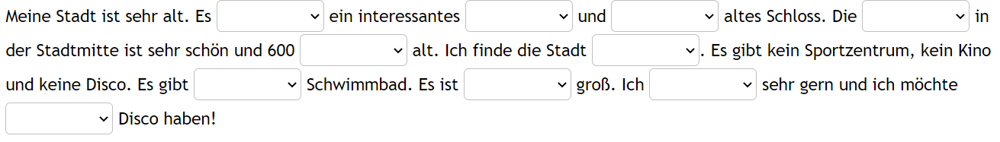 Meine Stadt ist sehr alt. Es ein interessantes und altes Schloss. Die in
der Stadtmitte ist sehr schön und 600 alt. Ich finde die Stadt . Es gibt kein Sportzentrum, kein Kino
und keine Disco. Es gibt Schwimmbad. Es ist groß. Ich sehr gern und ich möchte
Disco haben!